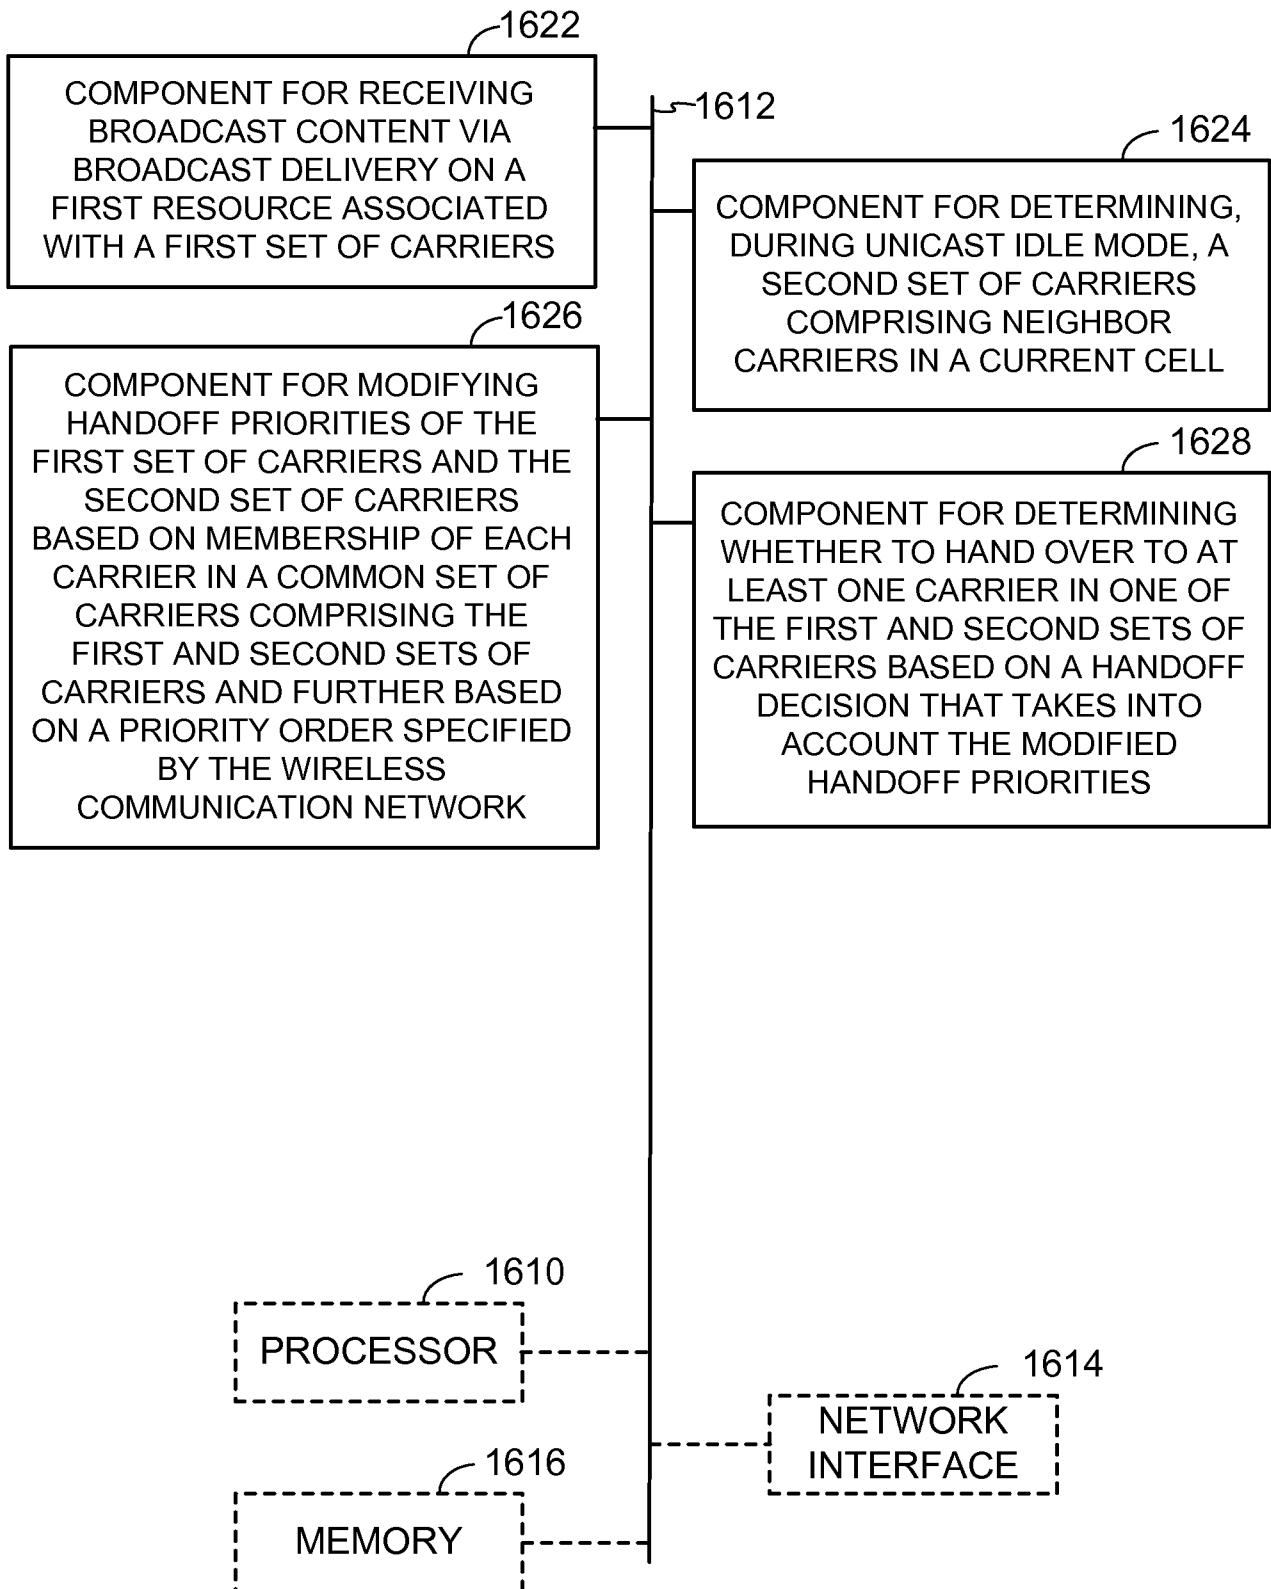 1622
COMPONENT FOR RECEIVING
BROADCAST CONTENT VIA
BROADCAST DELIVERY ON A
FIRST RESOURCE ASSOCIATED
WITH A FIRST SET OF CARRIERS
1612
1624
COMPONENT FOR DETERMINING,
DURING UNICAST IDLE MODE, A
SECOND SET OF CARRIERS
COMPRISING NEIGHBOR
CARRIERS IN A CURRENT CELL
1626
COMPONENT FOR MODIFYING
HANDOFF PRIORITIES OF THE
FIRST SET OF CARRIERS AND THE
SECOND SET OF CARRIERS
BASED ON MEMBERSHIP OF EACH
CARRIER IN A COMMON SET OF
CARRIERS COMPRISING THE
FIRST AND SECOND SETS OF
CARRIERS AND FURTHER BASED
ON A PRIORITY ORDER SPECIFIED
BY THE WIRELESS
COMMUNICATION NETWORK
1628
COMPONENT FOR DETERMINING
WHETHER TO HAND OVER TO AT
LEAST ONE CARRIER IN ONE OF
THE FIRST AND SECOND SETS OF
CARRIERS BASED ON A HANDOFF
DECISION THAT TAKES INTO
ACCOUNT THE MODIFIED
HANDOFF PRIORITIES
1610
PROCESSOR
1614
NETWORK
INTERFACE
1616
MEMORY